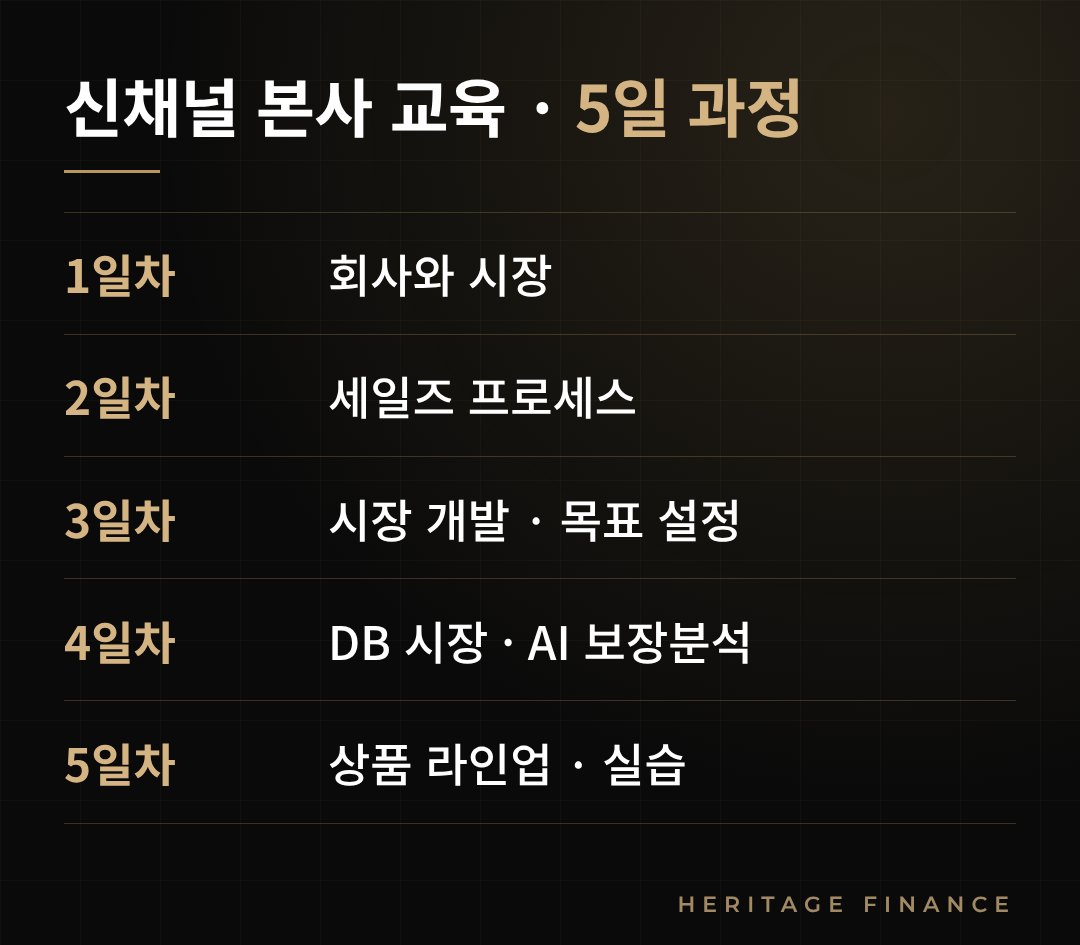 신채널 본사 교육 · 5일 과정
1일차 회사와 시장
2일차 세일즈 프로세스
3일차 시장 개발 · 목표 설정
4일차 DB 시장 · AI 보장분석
5일차 상품 라인업 · 실습
HERITAGE FINANCE